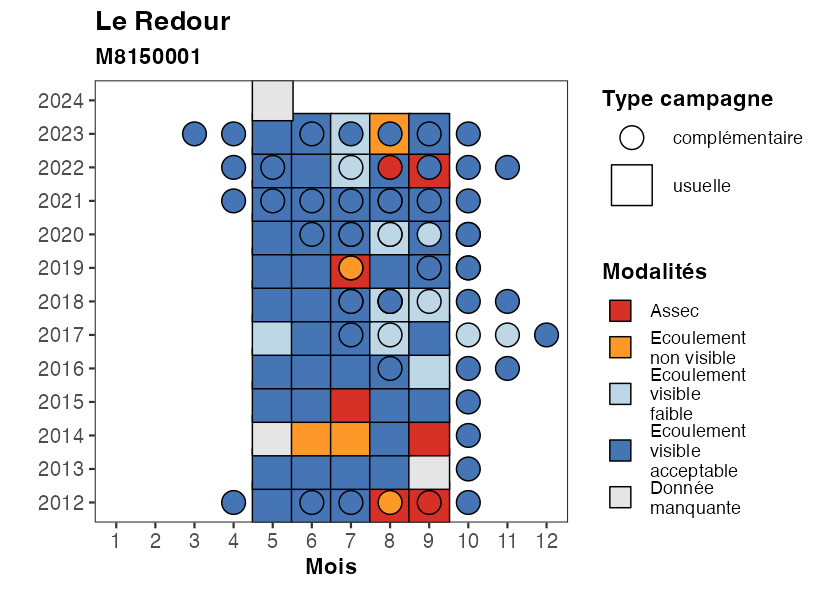 Le Redour
M8150001
2024
2023
2022
2021
2020
2019
2018
2017
2016
2015
2014
2013
2012
1 2 3 4 5 6 7 8 9 10 11 12
Mois
Type campagne
complémentaire
usuelle
Modalités
Assec
Ecoulement
non visible
Ecoulement
visible
faible
Ecoulement
visible
acceptable
Donnée
manquante